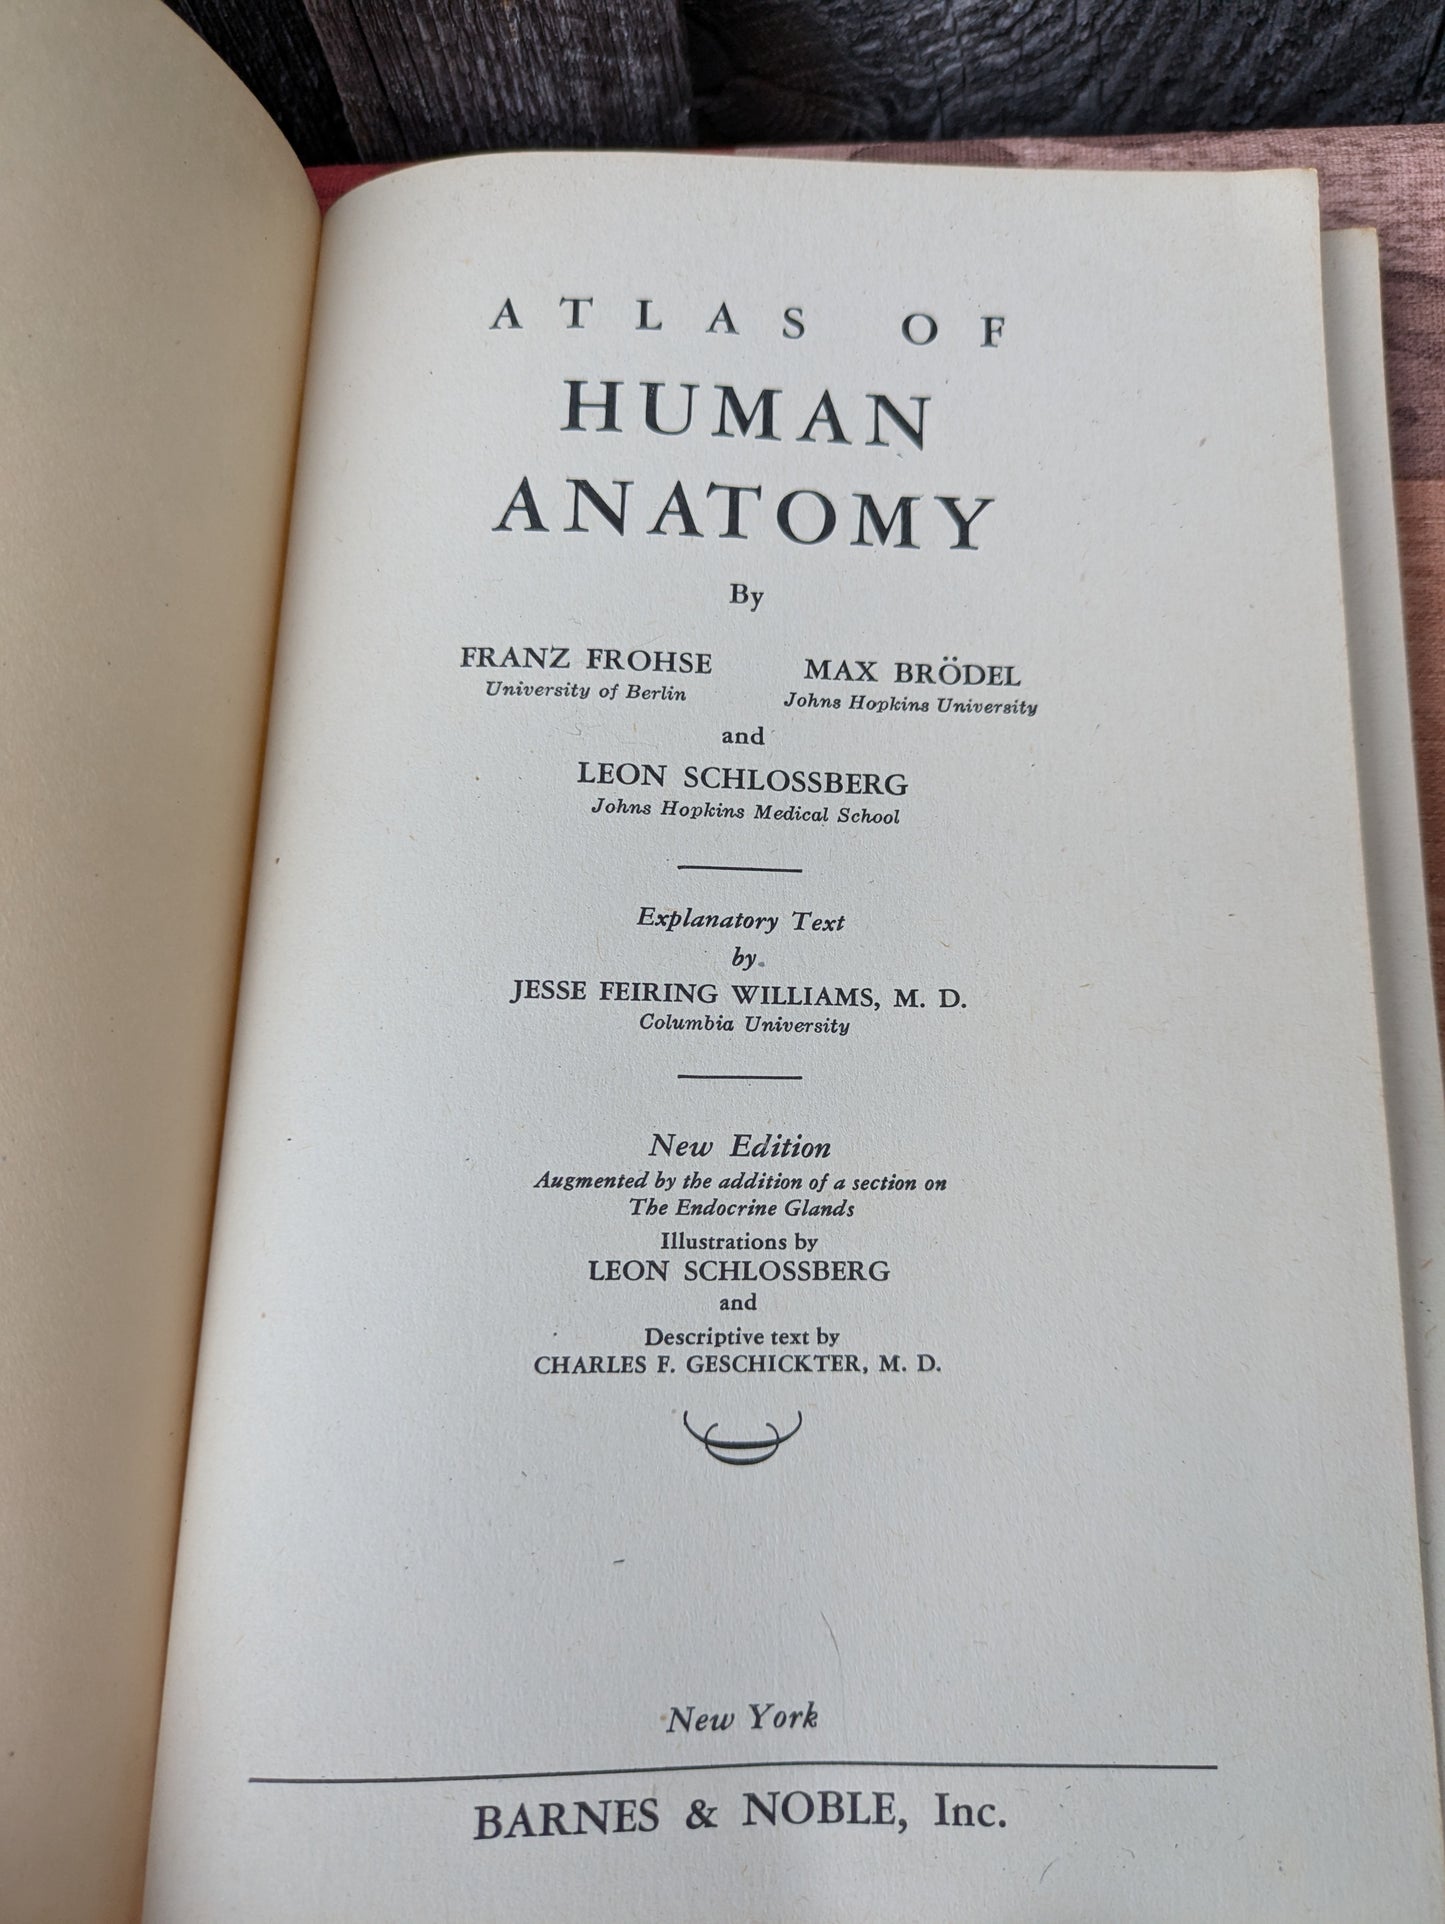 ATLAS OF
HUMAN
ANATOMY
By
FRANZ FROHSE MAX BRÖDEL
University of Berlin Johns Hopkins University
and
LEON SCHLOSSBERG
Johns Hopkins Medical School
Explanatory Text
by
JESSE FEIRING WILLIAMS, M. D.
Columbia University
New Edition
Augmented by the addition of a section on
The Endocrine Glands
Illustrations by
LEON SCHLOSSBERG
and
Descriptive text by
CHARLES F. GESCHICKTER, M. D.
New York
BARNES & NOBLE, Inc.